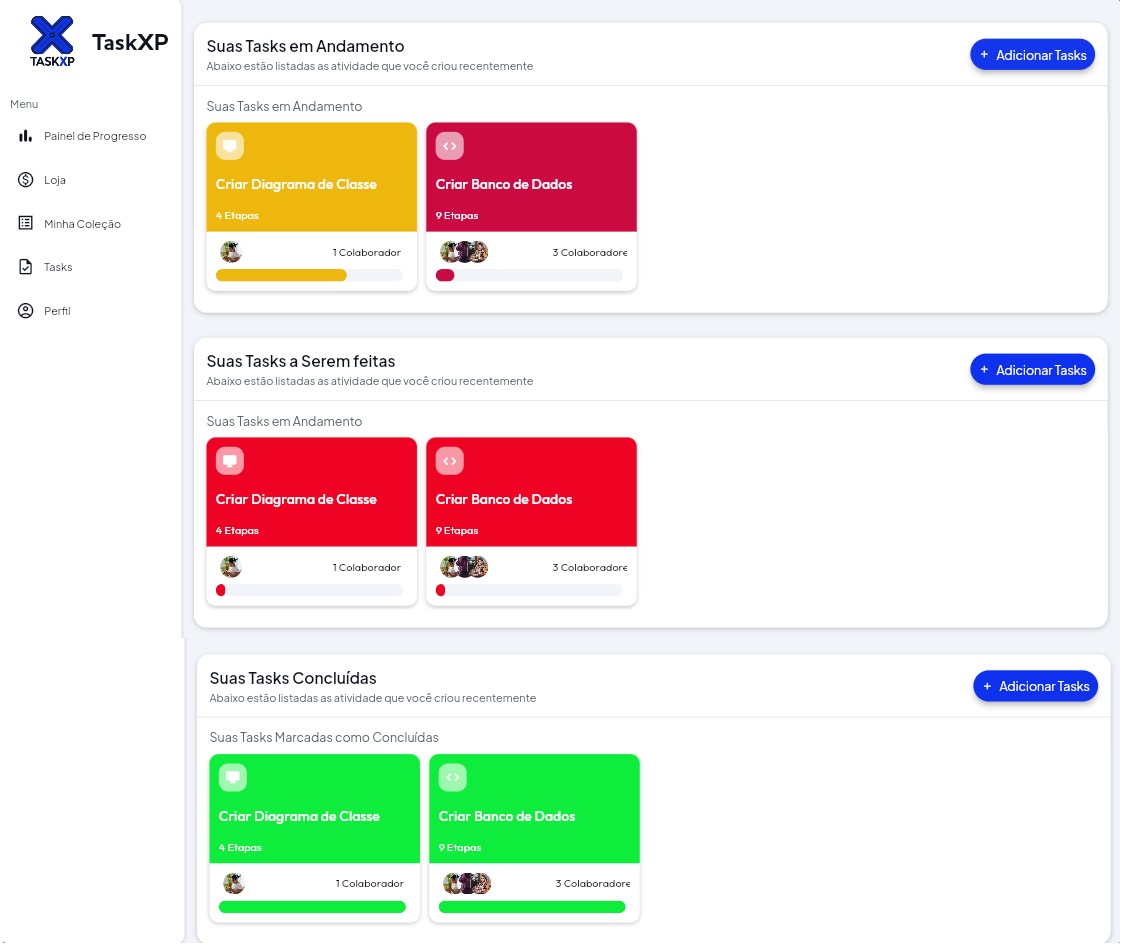 TASKXP
TaskXP
Menu
Painel de Progresso
Loja
Minha Coleção
Tasks
Perfil
Suas Tasks em Andamento
Abaixo estão listadas as atividade que você criou recentemente
+ Adicionar Tasks
Suas Tasks em Andamento
Criar Diagrama de Classe
4 Etapas
1 Colaborador
Criar Banco de Dados
9 Etapas
3 Colaboradore
Suas Tasks a Serem feitas
Abaixo estão listadas as atividade que você criou recentemente
+ Adicionar Tasks
Suas Tasks em Andamento
Criar Diagrama de Classe
4 Etapas
1 Colaborador
Criar Banco de Dados
9 Etapas
3 Colaboradore
Suas Tasks Concluídas
Abaixo estão listadas as atividade que você criou recentemente
+ Adicionar Tasks
Suas Tasks Marcadas como Concluídas
Criar Diagrama de Classe
4 Etapas
1 Colaborador
Criar Banco de Dados
9 Etapas
3 Colaboradore